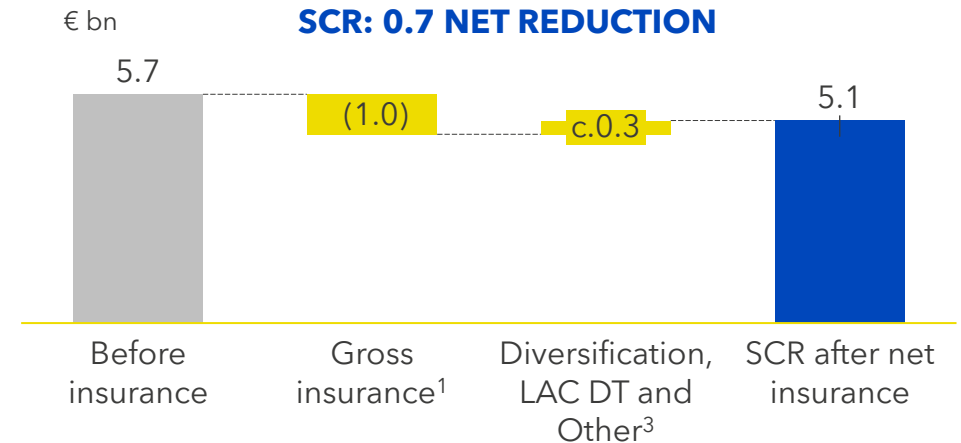 € bn
SCR: 0.7 NET REDUCTION
5.7
(1.0)
c.0.3
5.1
Before
insurance
Gross
insurance¹
Diversification,
LAC DT and
Other³
SCR after net
insurance